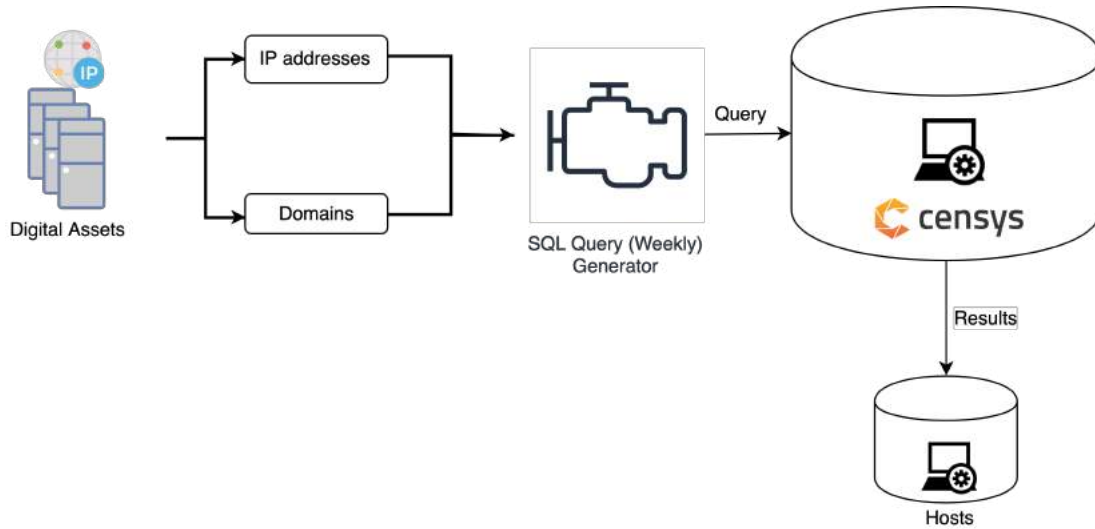 IP
Digital Assets
IP addresses
Domains
SQL Query (Weekly)
Generator
Query
censys
Results
Hosts